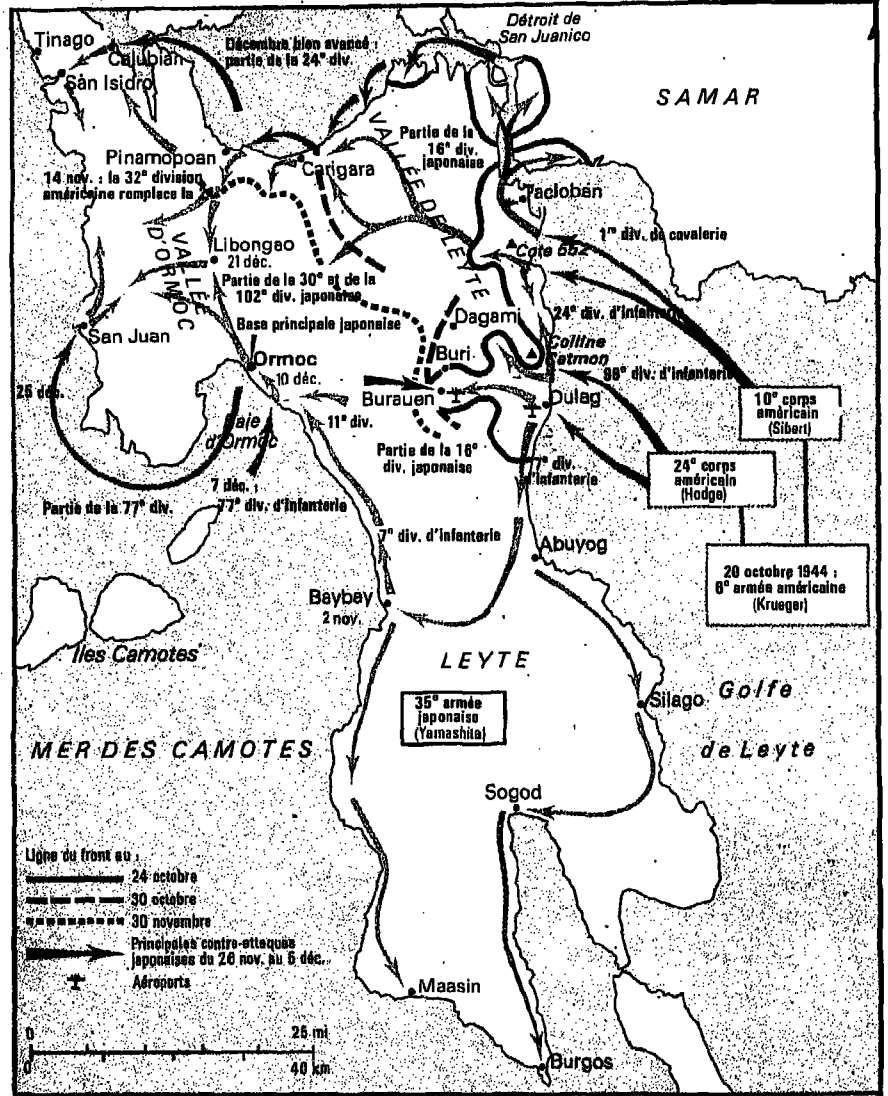 Détroit de
San Juanico
Tinago
Calubian
San Isidro
Décembre bien avancé :
partie de la 24e div.
SAMAR
VALLÉE DE LEYTE
Partie de la
16e div.
japonaise
Pinamopoan
Carigara
14 nov. : la 32e division
américaine remplace la
Tacloban
1re div. de cavalerie
Cote 552
VALLÉE
D'ORMOC
Libongao
21 déc.
Partie de la 30e et de la
102e div. japonaise
24e div. d'infanterie
San Juan
Base principale japonaise
Dagami
Colline
Catmon
Ormoc
10 déc.
Buri
96e div. d'infanterie
Burauen
Dulag
10e corps
américain
(Sibert)
25 déc.
Baie
d'Ormoc
11e div.
Partie de la 16e
div. japonaise
7e div.
d'infanterie
24e corps
américain
(Hodge)
7 déc. :
77e div. d'infanterie
Partie de la 77e div.
7e div. d'infanterie
Abuyog
20 octobre 1944 :
6e armée américaine
(Krueger)
Baybay
2 nov.
Iles Camotes
LEYTE
35e armée
japonaise
(Yamashita)
Silago
Golfe
de Leyte
MER DES CAMOTES
Sogod
Ligne du front au :
24 octobre
30 octobre
30 novembre
Principales contre-attaques
japonaises du 26 nov. au 6 déc.
Aéroports
Maasin
0 25 mi
0 40 km
Burgos